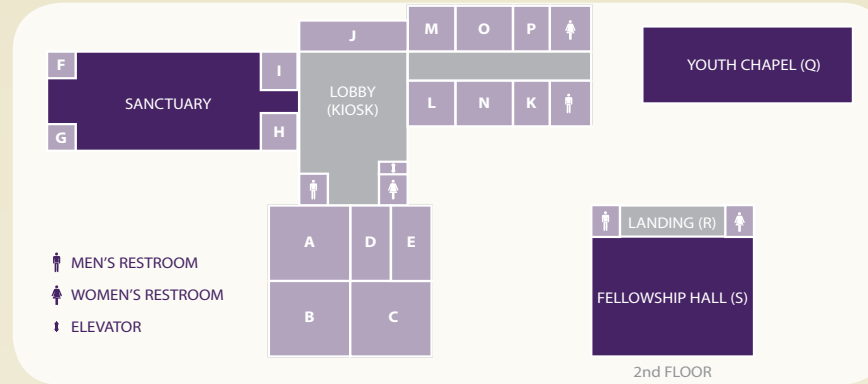 J
M
O
P
F
I
SANCTUARY
LOBBY
(KIOSK)
YOUTH CHAPEL (Q)
G
H
L
N
K
A
D
E
B
C
LANDING (R)
FELLOWSHIP HALL (S)
2nd FLOOR
MEN'S RESTROOM
WOMEN'S RESTROOM
ELEVATOR